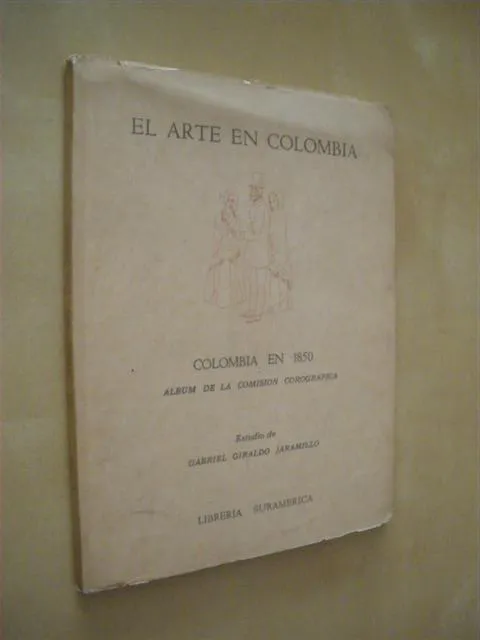 EL ARTE EN COLOMBIA
COLOMBIA EN 1850
ALBUM DE LA COMISION COROGRAFICA
Estudio de
GABRIEL GIRALDO JARAMILLO
LIBRERIA SURAMERICA